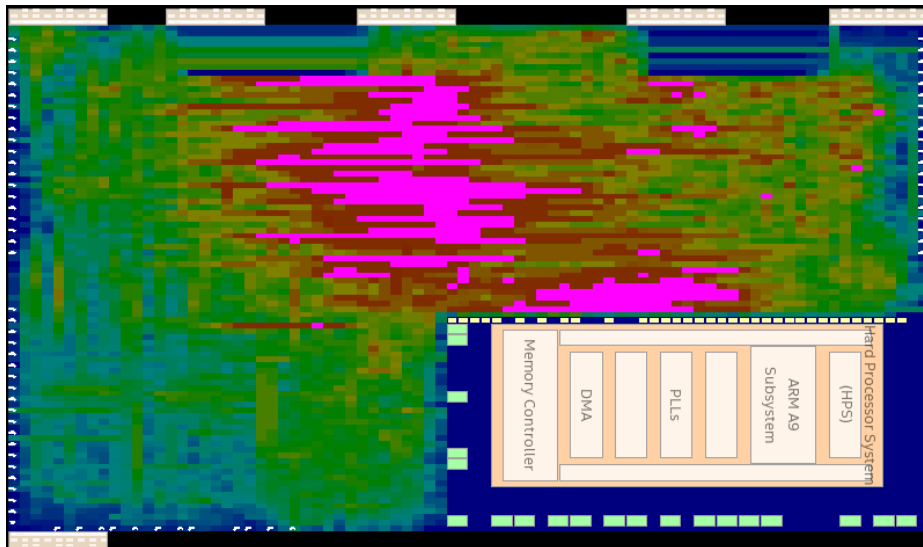 Memory Controller
DMA
PLLs
ARM A9
Subsystem
(HPS)
Hard Processor System